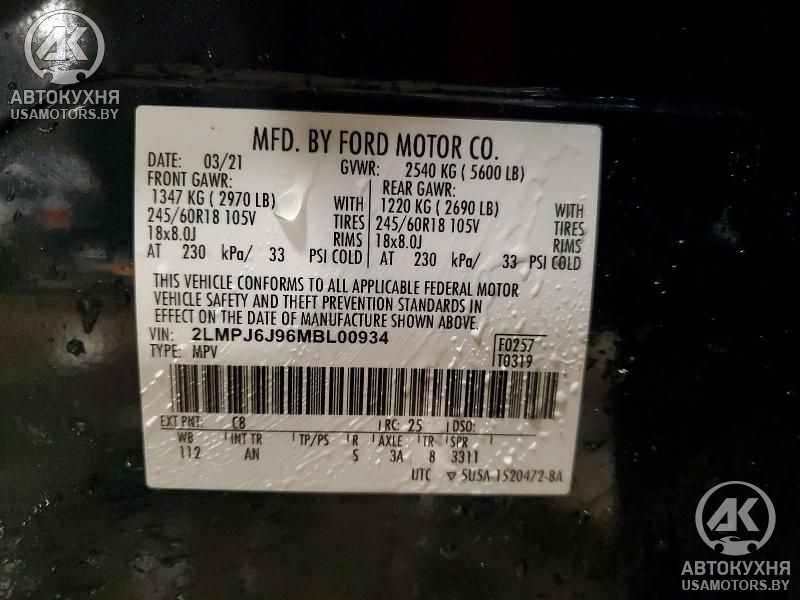 АК
АВТОКУХНЯ
USAMOTORS.BY
MFD. BY FORD MOTOR CO.
DATE: 03/21 GVWR: 2540 KG ( 5600 LB)
FRONT GAWR: REAR GAWR:
1347 KG ( 2970 LB) WITH 1220 KG ( 2690 LB) WITH
245/60R18 105V TIRES 245/60R18 105V TIRES
18x8.0J RIMS 18x8.0J RIMS
AT 230 kPa/ 33 PSI COLD AT 230 kPa/ 33 PSI COLD
THIS VEHICLE CONFORMS TO ALL APPLICABLE FEDERAL MOTOR
VEHICLE SAFETY AND THEFT PREVENTION STANDARDS IN
EFFECT ON THE DATE OF MANUFACTURE SHOWN ABOVE.
VIN: 2LMPJ6J96MBL00934 F0257
TYPE: MPV T0319
EXT PNT: C8 RC: 25 DSO:
WB INT TR TP/PS R AXLE TR SPR
112 AN S 3A 8 3311
UTC ▽ 5U5A-1520472-BA
АК
АВТОКУХНЯ
USAMOTORS.BY